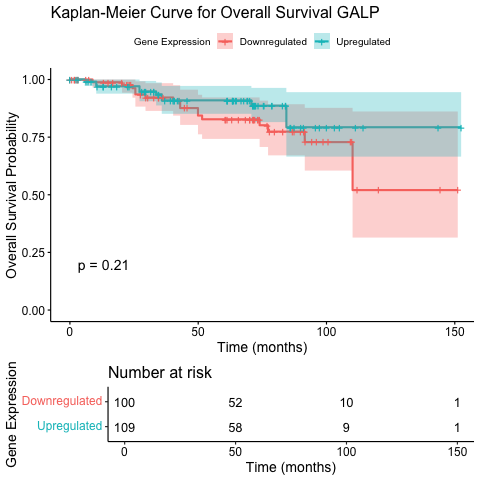 Kaplan-Meier Curve for Overall Survival GALP
Gene Expression Downregulated Upregulated
Overall Survival Probability
1.00
0.75
0.50
0.25
0.00
p = 0.21
0 50 100 150
Time (months)
Number at risk
Gene Expression
Downregulated 100 52 10 1
Upregulated 109 58 9 1
0 50 100 150
Time (months)